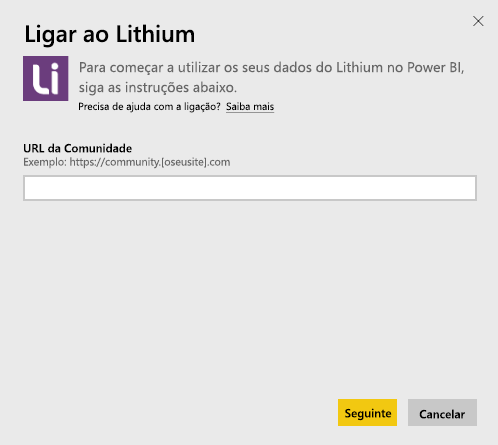 Ligar ao Lithium
Li
Para começar a utilizar os seus dados do Lithium no Power BI,
siga as instruções abaixo.
Precisa de ajuda com a ligação? Saiba mais
URL da Comunidade
Exemplo: https://community.[oseusite].com
Seguinte
Cancelar